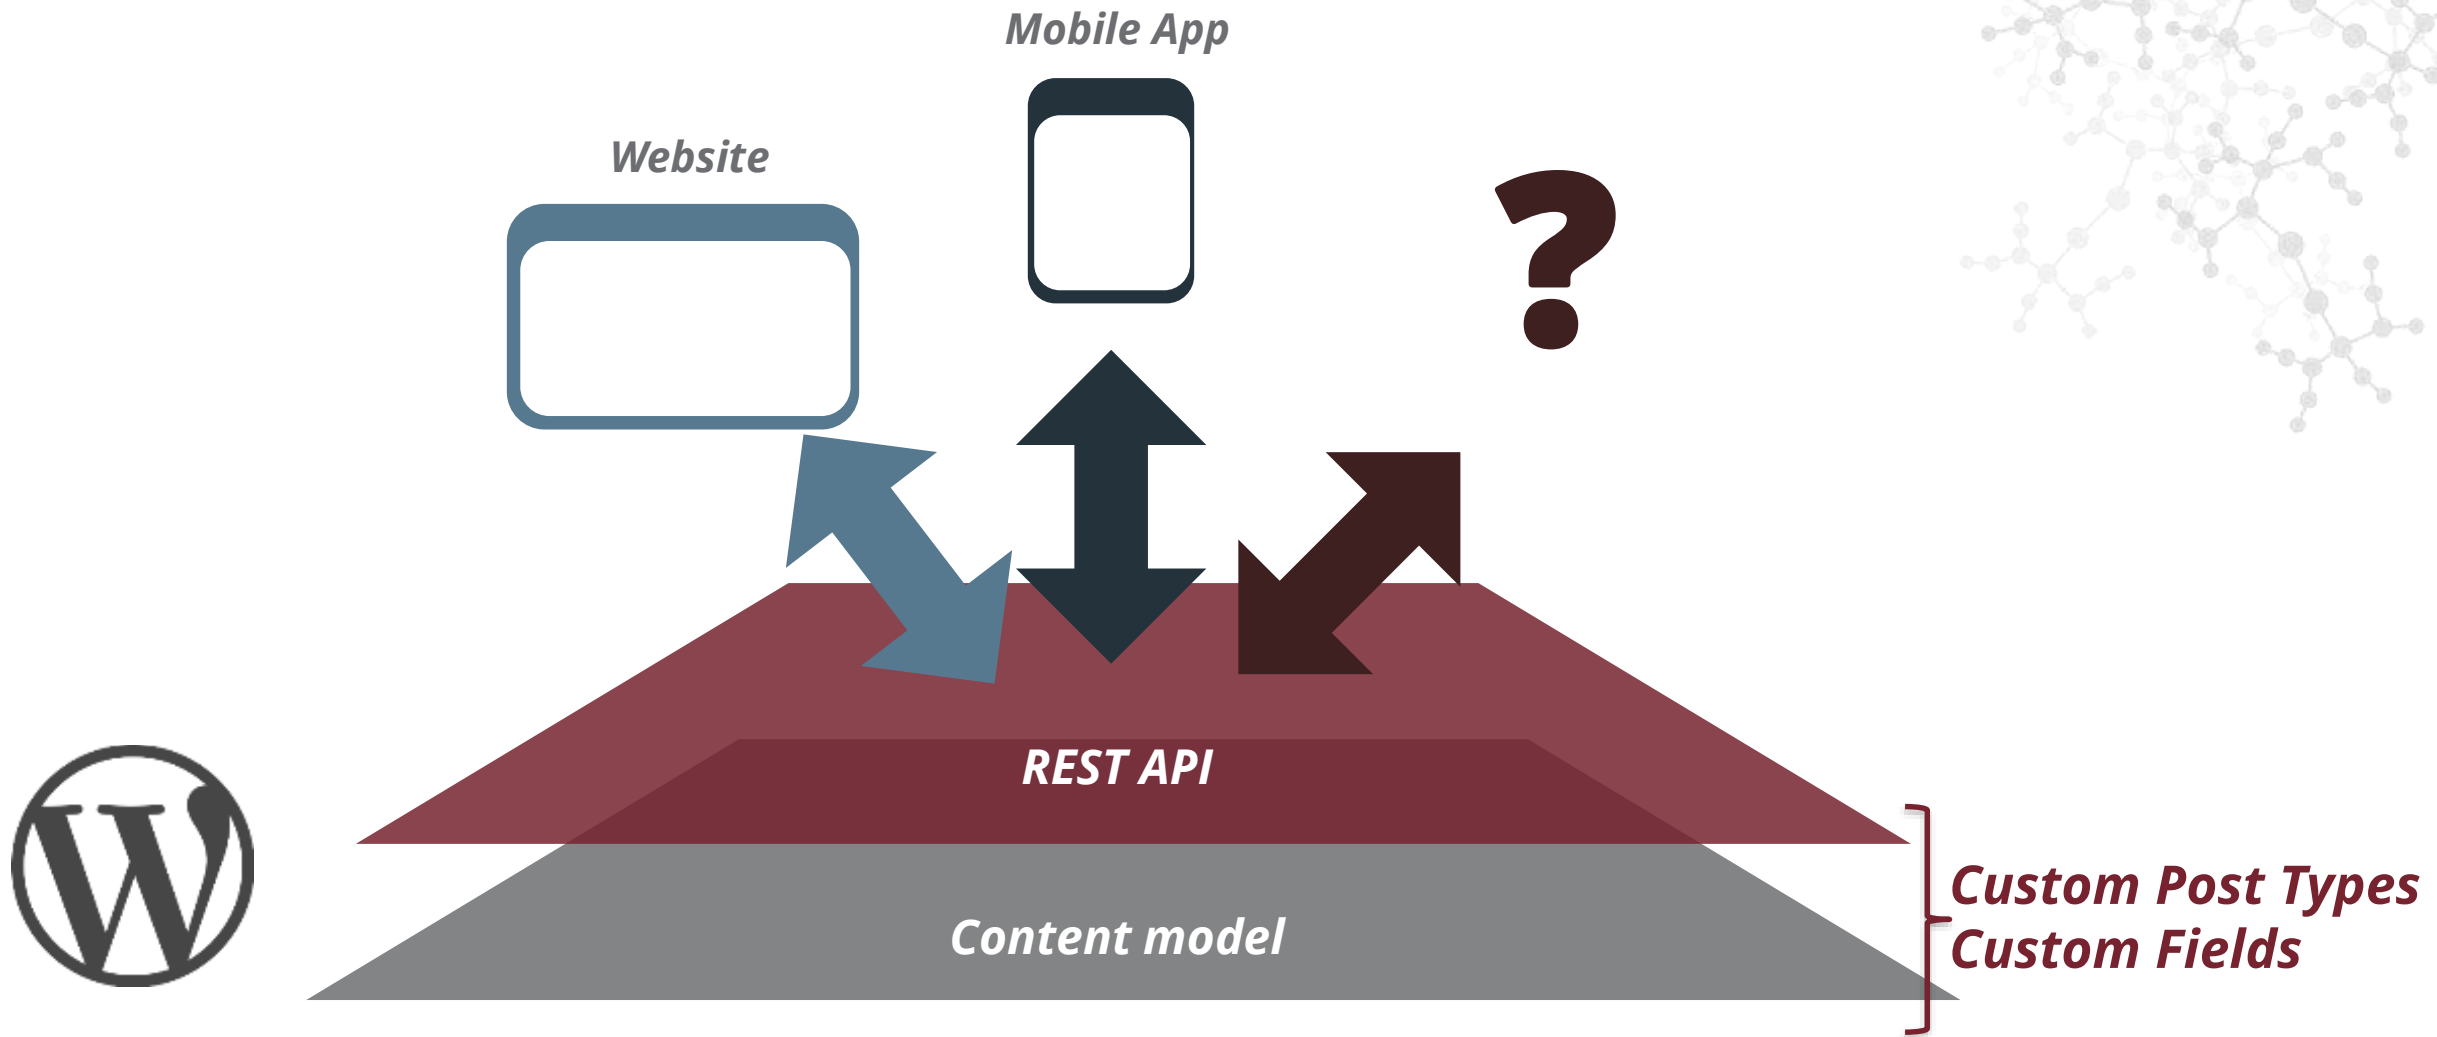 Mobile App
Website
?
REST API
Content model
Custom Post Types
Custom Fields